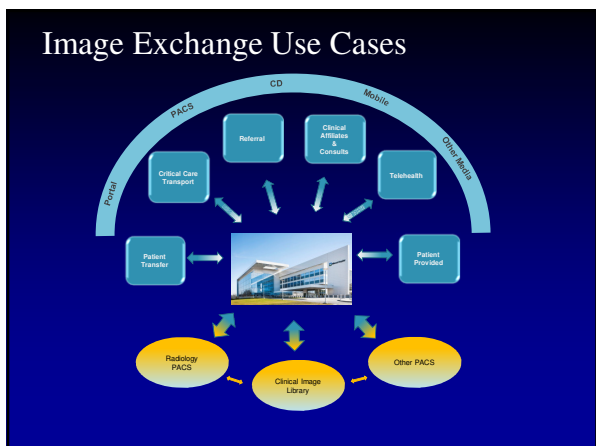 Image Exchange Use Cases
Portal
PACS
CD
Mobile
Other Media
Referral
Clinical
Affiliates
&
Consults
Critical Care
Transport
Telehealth
Patient
Transfer
Patient
Provided
Radiology
PACS
Clinical Image
Library
Other PACS